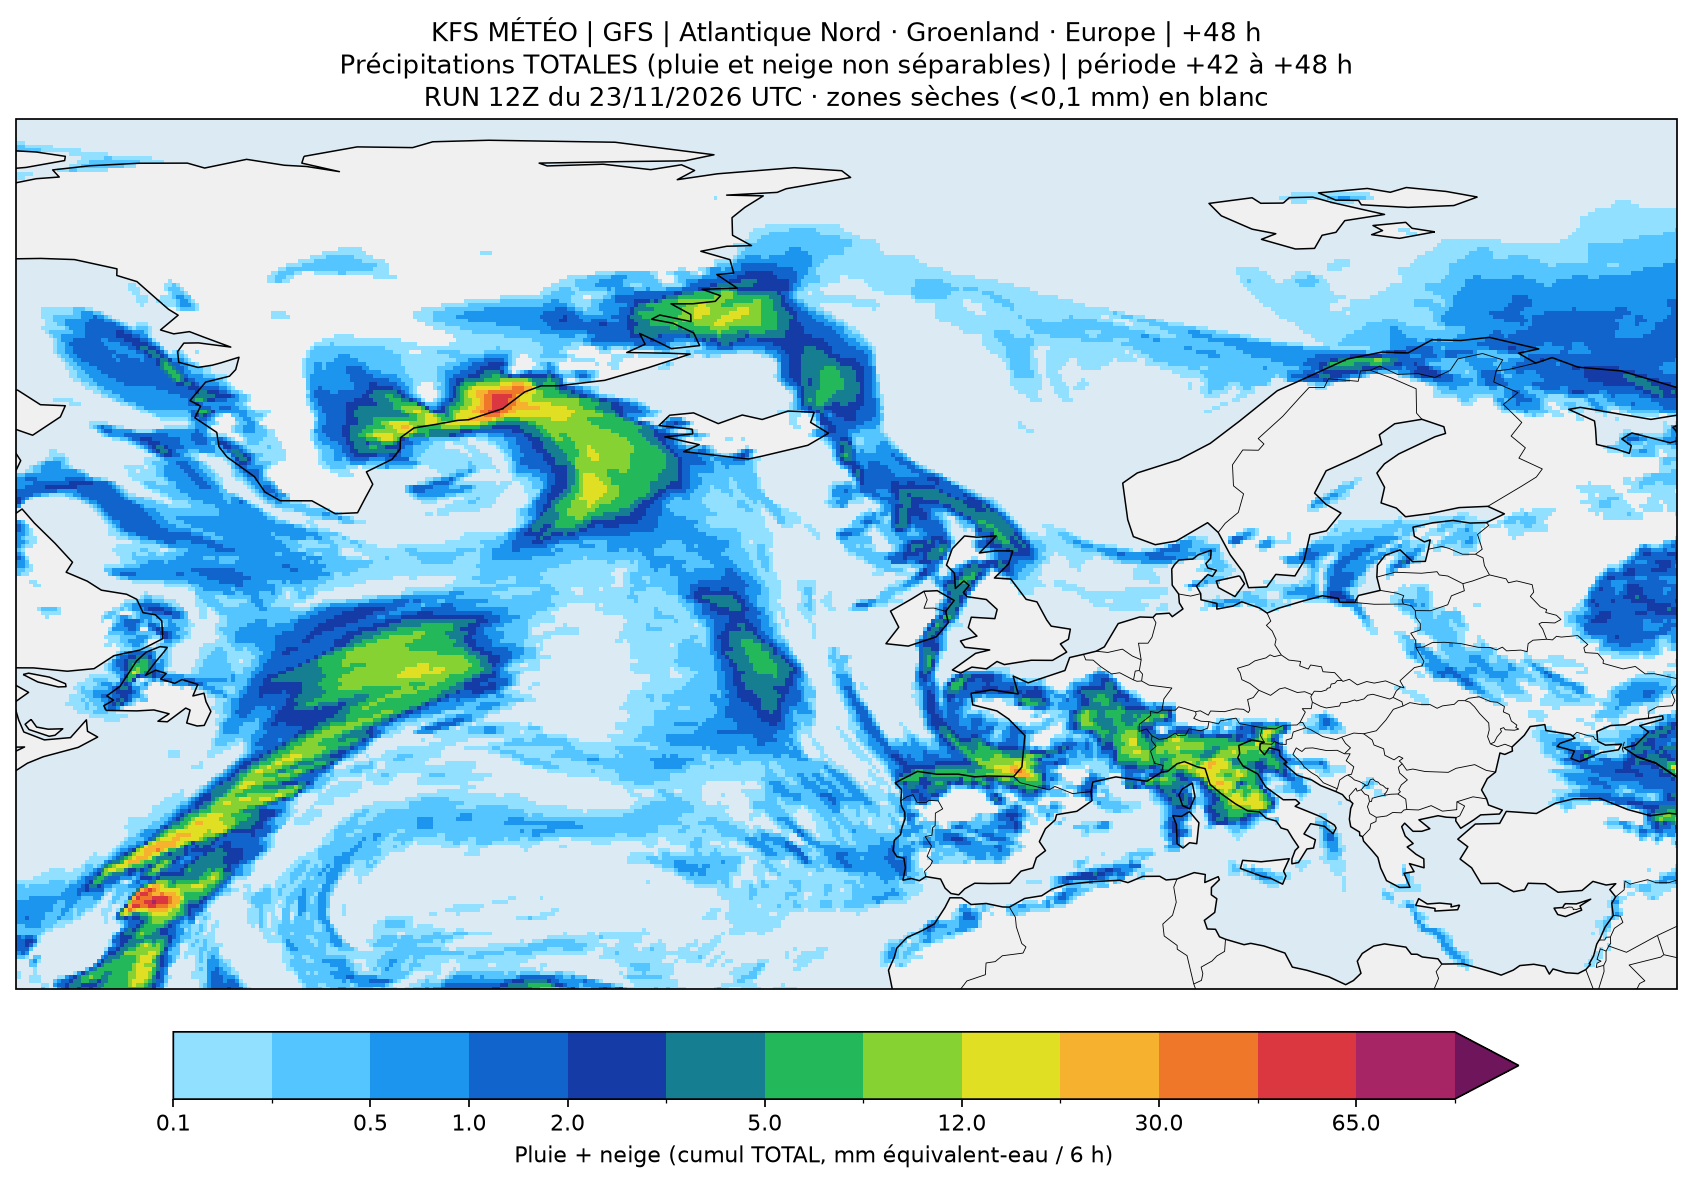 KFS MÉTÉO | GFS | Atlantique Nord · Groenland · Europe | +48 h
Précipitations TOTALES (pluie et neige non séparables) | période +42 à +48 h
RUN 12Z du 23/11/2026 UTC · zones sèches (<0,1 mm) en blanc
0.1 0.5 1.0 2.0 5.0 12.0 30.0 65.0
Pluie + neige (cumul TOTAL, mm équivalent-eau / 6 h)